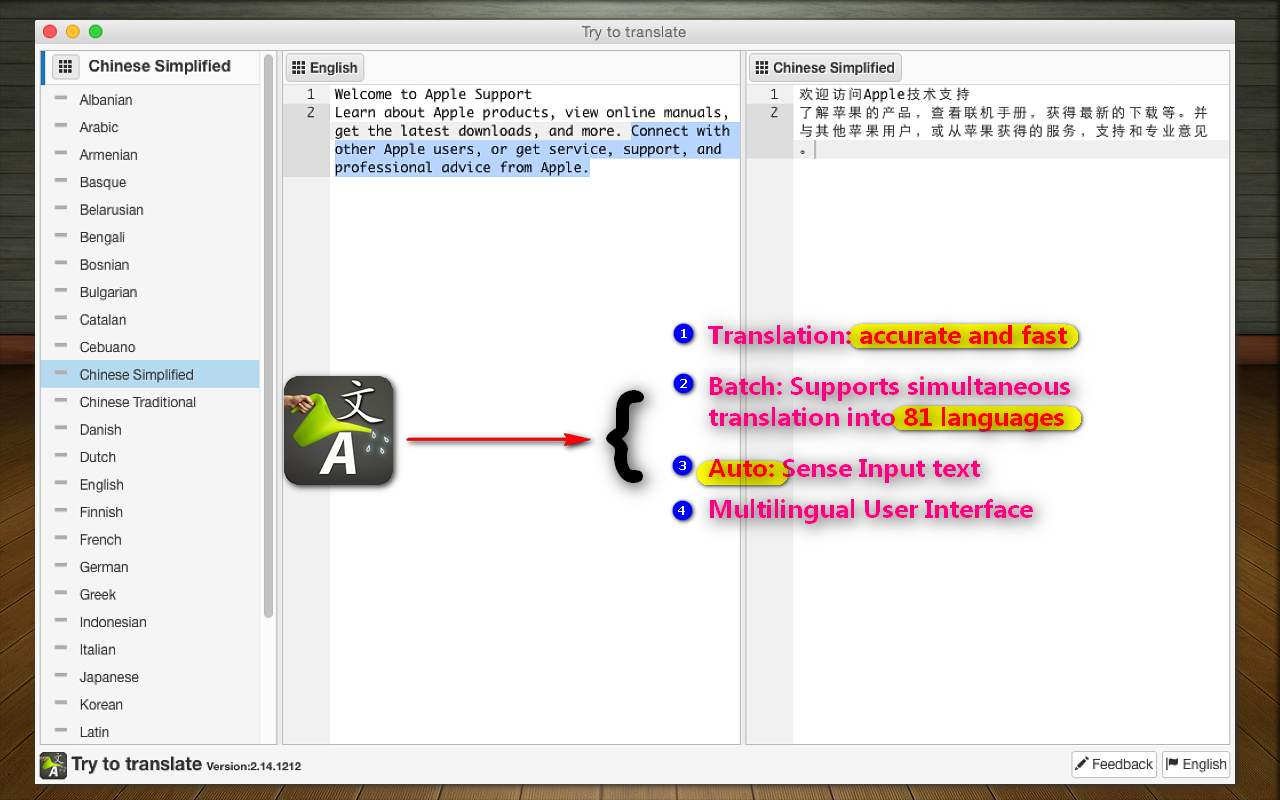 Try to translate
Chinese Simplified
Albanian
Arabic
Armenian
Basque
Belarusian
Bengali
Bosnian
Bulgarian
Catalan
Cebuano
Chinese Simplified
Chinese Traditional
Danish
Dutch
English
Finnish
French
German
Greek
Indonesian
Italian
Japanese
Korean
Latin
English
1 Welcome to Apple Support
2 Learn about Apple products, view online manuals,
get the latest downloads, and more. Connect with
other Apple users, or get service, support, and
professional advice from Apple.
Chinese Simplified
1 欢迎访问Apple技术支持
2 了解苹果的产品，查看联机手册，获得最新的下载等。并
与其他苹果用户，或从苹果获得的服务，支持和专业意见
。
文
A
{
1 Translation: accurate and fast
2 Batch: Supports simultaneous
translation into 81 languages
3 Auto: Sense Input text
4 Multilingual User Interface
文
A
Try to translate Version:2.14.1212
Feedback
English